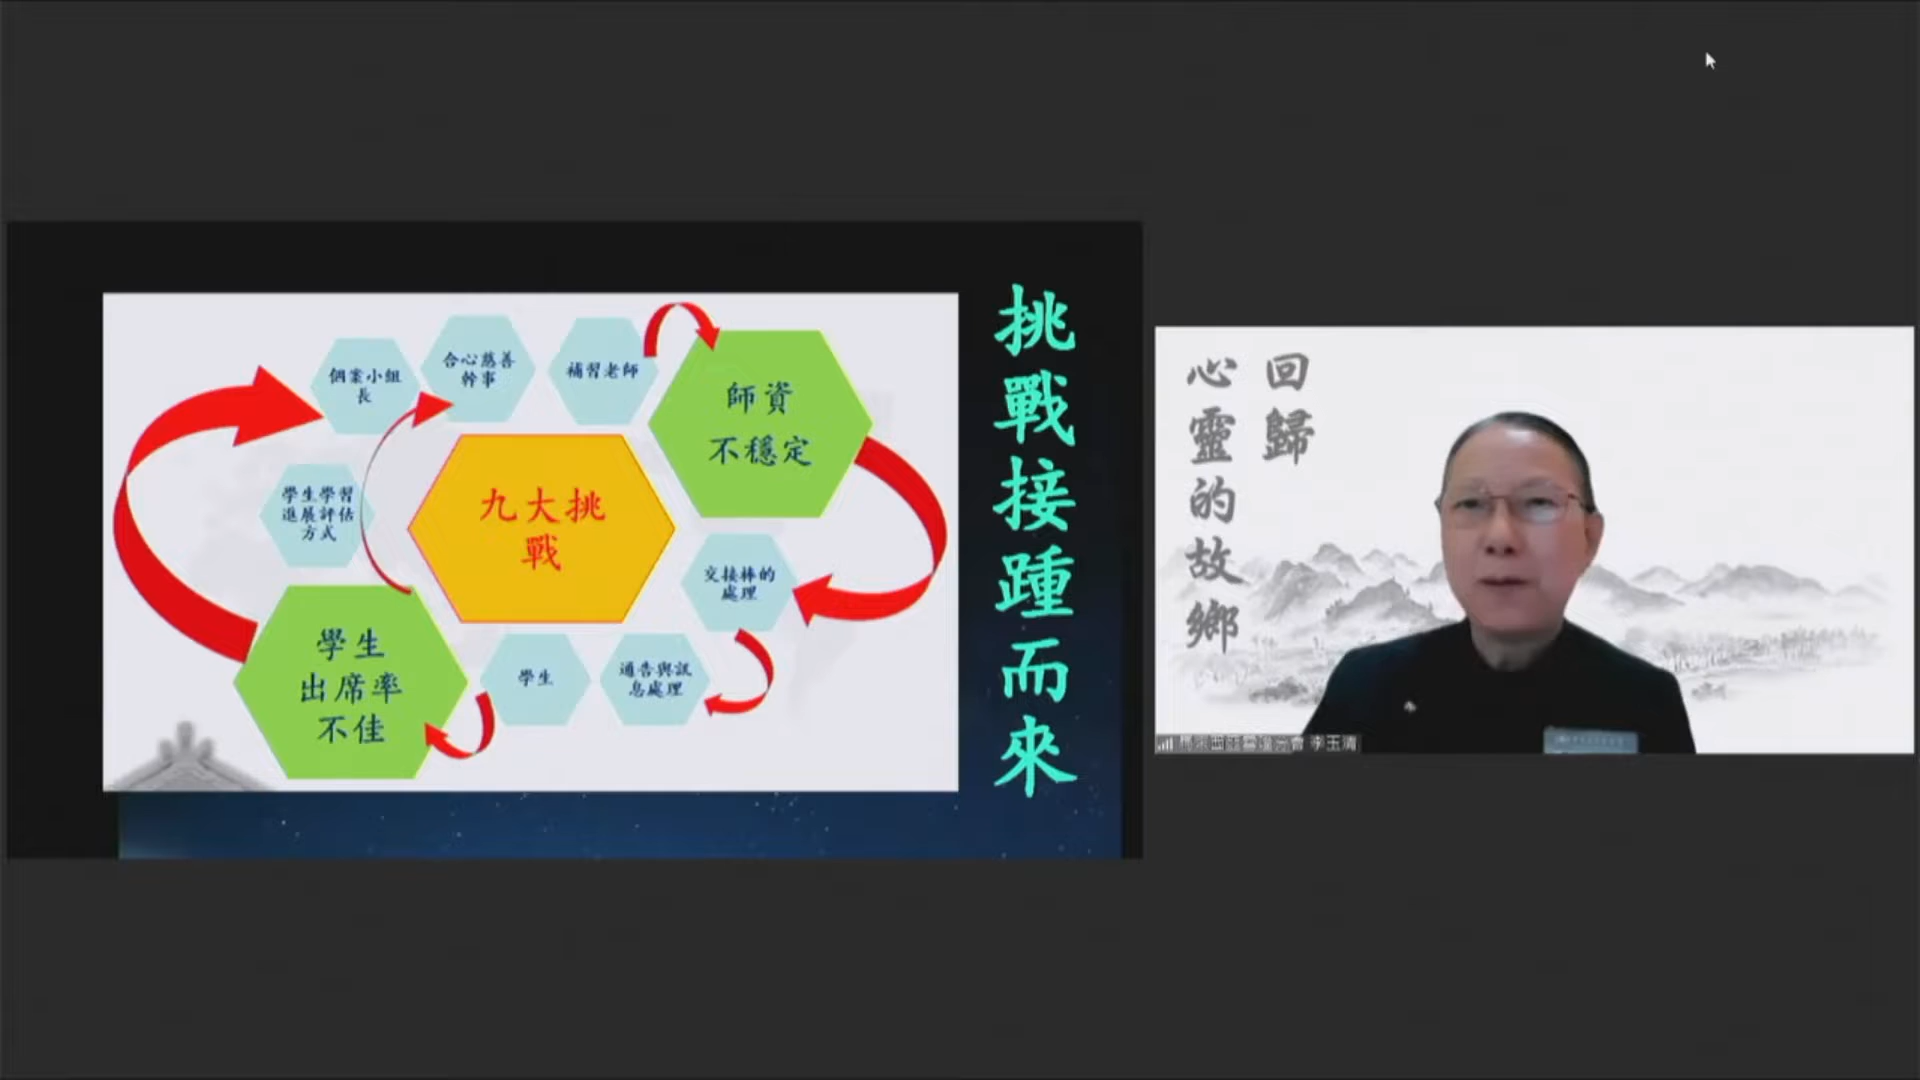 挑戰接踵而來
個案小組
長
合心慈善
幹事
補習老師
師資
不穩定
學生學習
進展評估
方式
九大挑
戰
交接棒的
處理
學生
出席率
不佳
學生
通告與訊
息處理
回歸
心靈的故鄉
李玉清